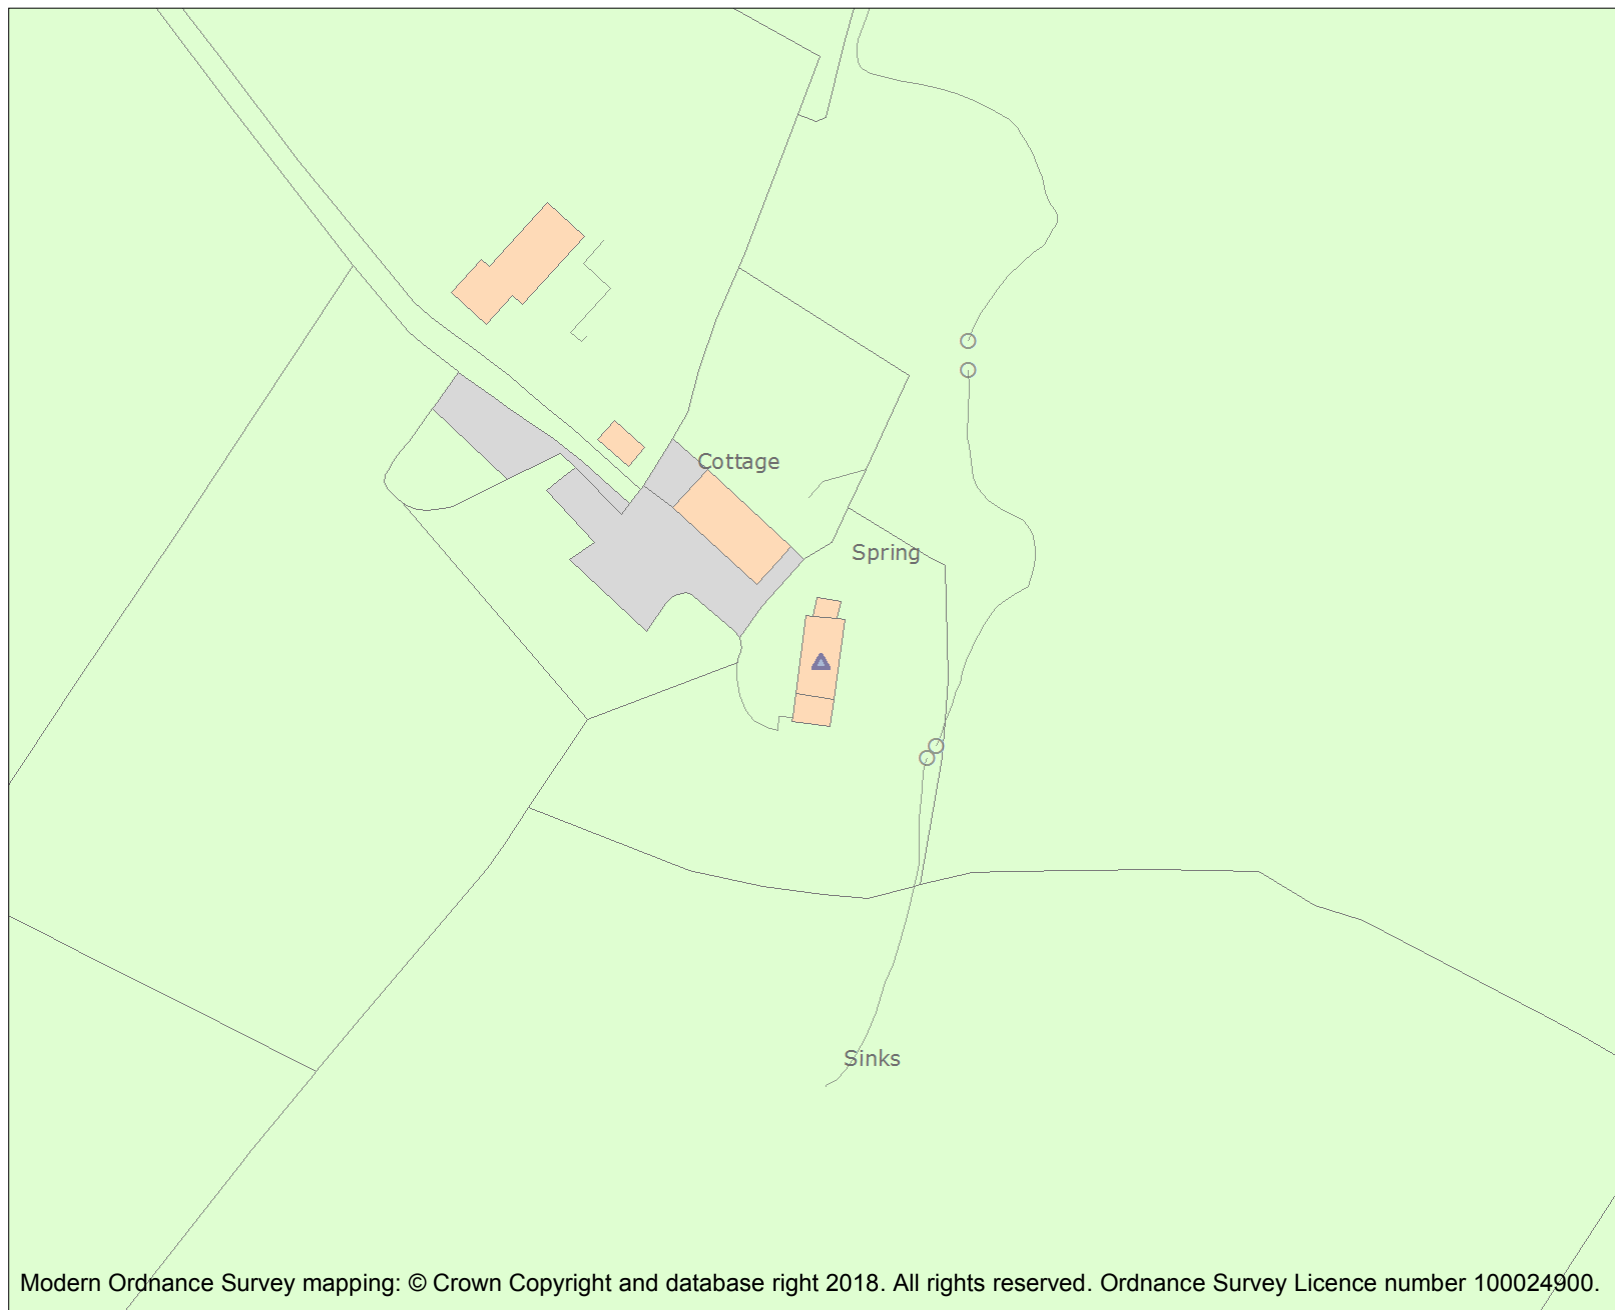 Cottage
Spring
Sinks
Modern Ordnance Survey mapping: © Crown Copyright and database right 2018. All rights reserved. Ordnance Survey Licence number 100024900.